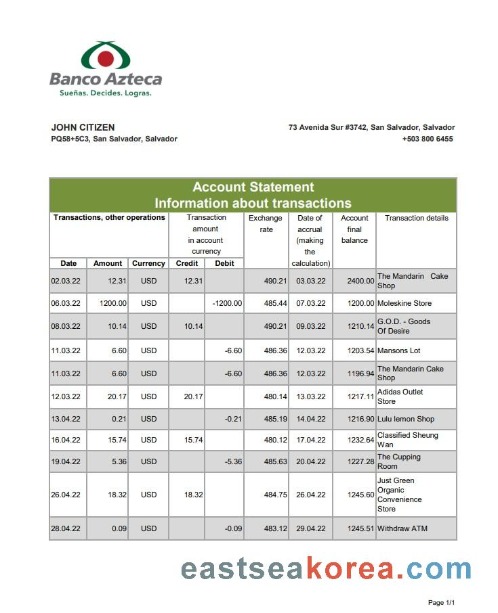 Banco Azteca
Sueñas. Decides. Logras.
JOHN CITIZEN
PQ58+5C3, San Salvador, Salvador
73 Avenida Sur #3742, San Salvador, Salvador
+503 800 6455
Account Statement
Information about transactions
Transactions, other operations Transaction amount in account currency Exchange rate Date of accrual (making the calculation) Account final balance Transaction details
Date Amount Currency Credit Debit
02.03.22 12.31 USD 12.31 490.21 03.03.22 2400.00 The Mandarin Cake Shop
06.03.22 1200.00 USD -1200.00 485.44 07.03.22 1200.00 Moleskine Store
08.03.22 10.14 USD 10.14 490.21 09.03.22 1210.14 G.O.D. - Goods Of Desire
11.03.22 6.60 USD -6.60 486.36 12.03.22 1203.54 Mansons Lot
11.03.22 6.60 USD -6.60 486.36 12.03.22 1196.94 The Mandarin Cake Shop
12.03.22 20.17 USD 20.17 480.14 13.03.22 1217.11 Adidas Outlet Store
13.04.22 0.21 USD -0.21 485.19 14.04.22 1216.90 Lulu lemon Shop
16.04.22 15.74 USD 15.74 480.12 17.04.22 1232.64 Classified Sheung Wan
19.04.22 5.36 USD -5.36 485.63 20.04.22 1227.28 The Cupping Room
26.04.22 18.32 USD 18.32 484.75 26.04.22 1245.60 Just Green Organic Convenience Store
28.04.22 0.09 USD -0.09 483.12 29.04.22 1245.51 Withdraw ATM
eastseakorea.com
Page 1/1